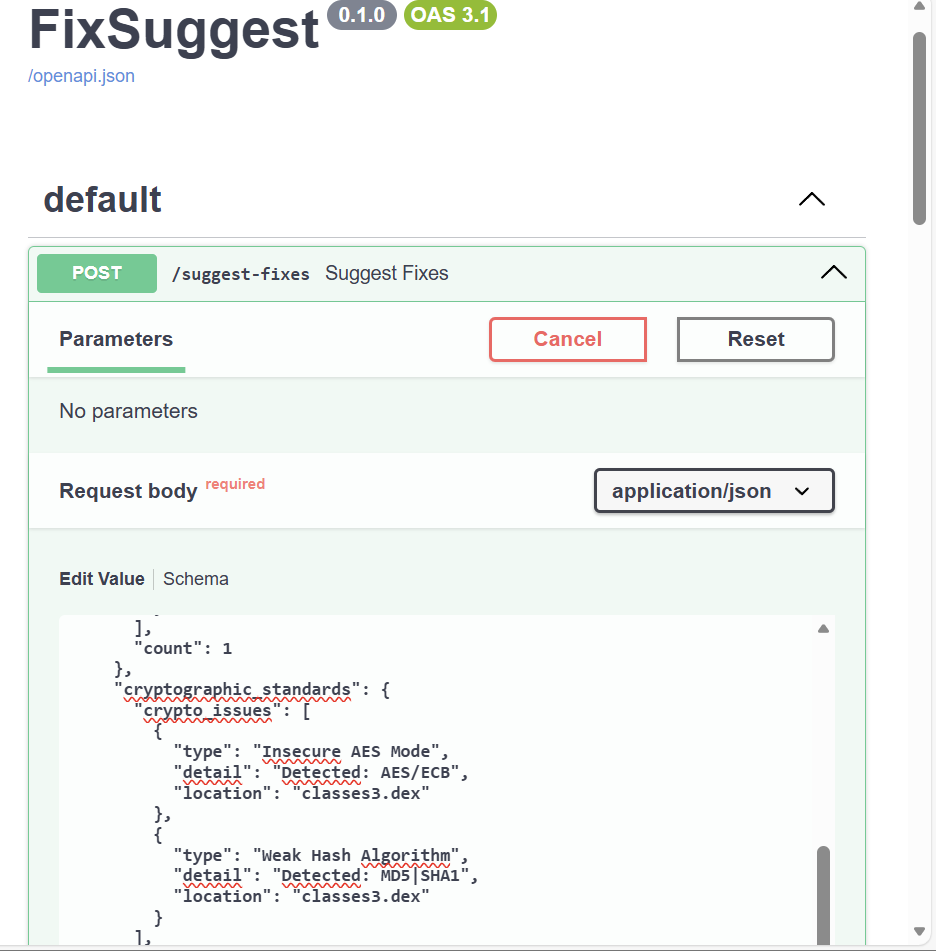 FixSuggest 0.1.0 OAS 3.1
/openapi.json
default
POST /suggest-fixes Suggest Fixes
Parameters Cancel Reset
No parameters
Request body required application/json
Edit Value Schema
],
"count": 1
},
"cryptographic_standards": {
"crypto_issues": [
{
"type": "Insecure AES Mode",
"detail": "Detected: AES/ECB",
"location": "classes3.dex"
},
{
"type": "Weak Hash Algorithm",
"detail": "Detected: MD5|SHA1",
"location": "classes3.dex"
}
],